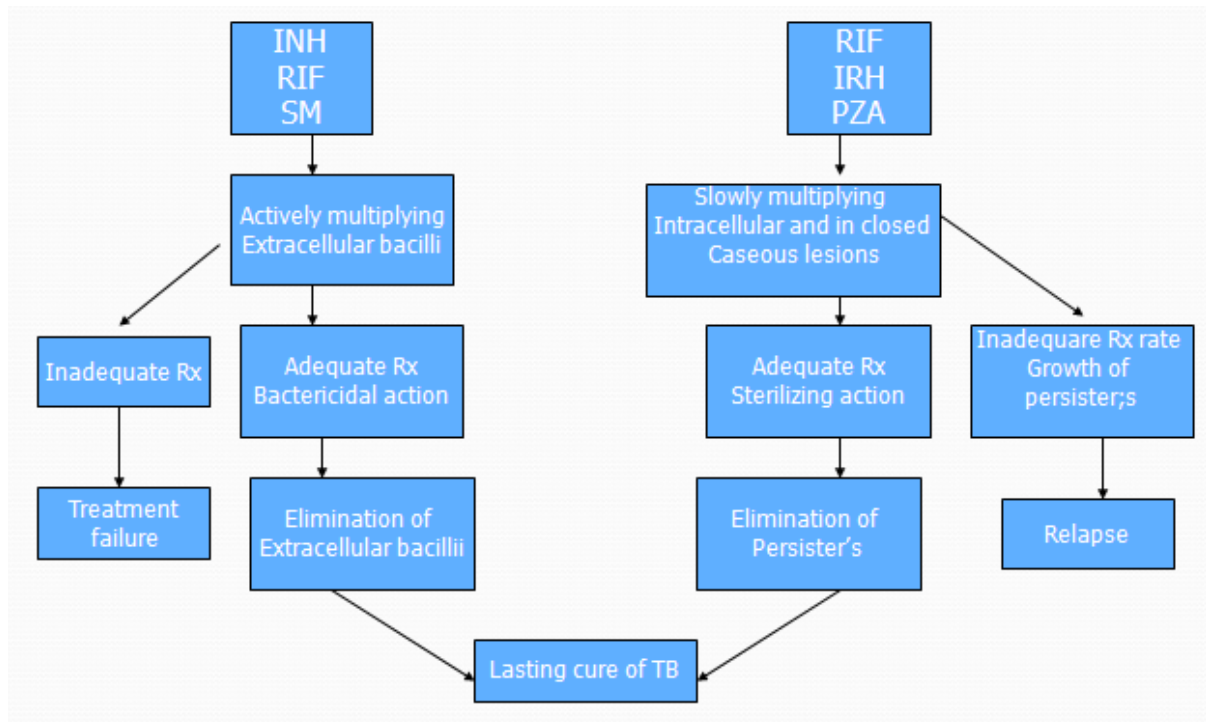 INH
RIF
SM
RIF
IRH
PZA
Actively multiplying
Extracellular bacilli
Slowly multiplying
Intracellular and in closed
Caseous lesions
Inadequate Rx
Adequate Rx
Bactericidal action
Adequate Rx
Sterilizing action
Inadequare Rx rate
Growth of
persister;s
Treatment
failure
Elimination of
Extracellular bacillii
Elimination of
Persister’s
Relapse
Lasting cure of TB